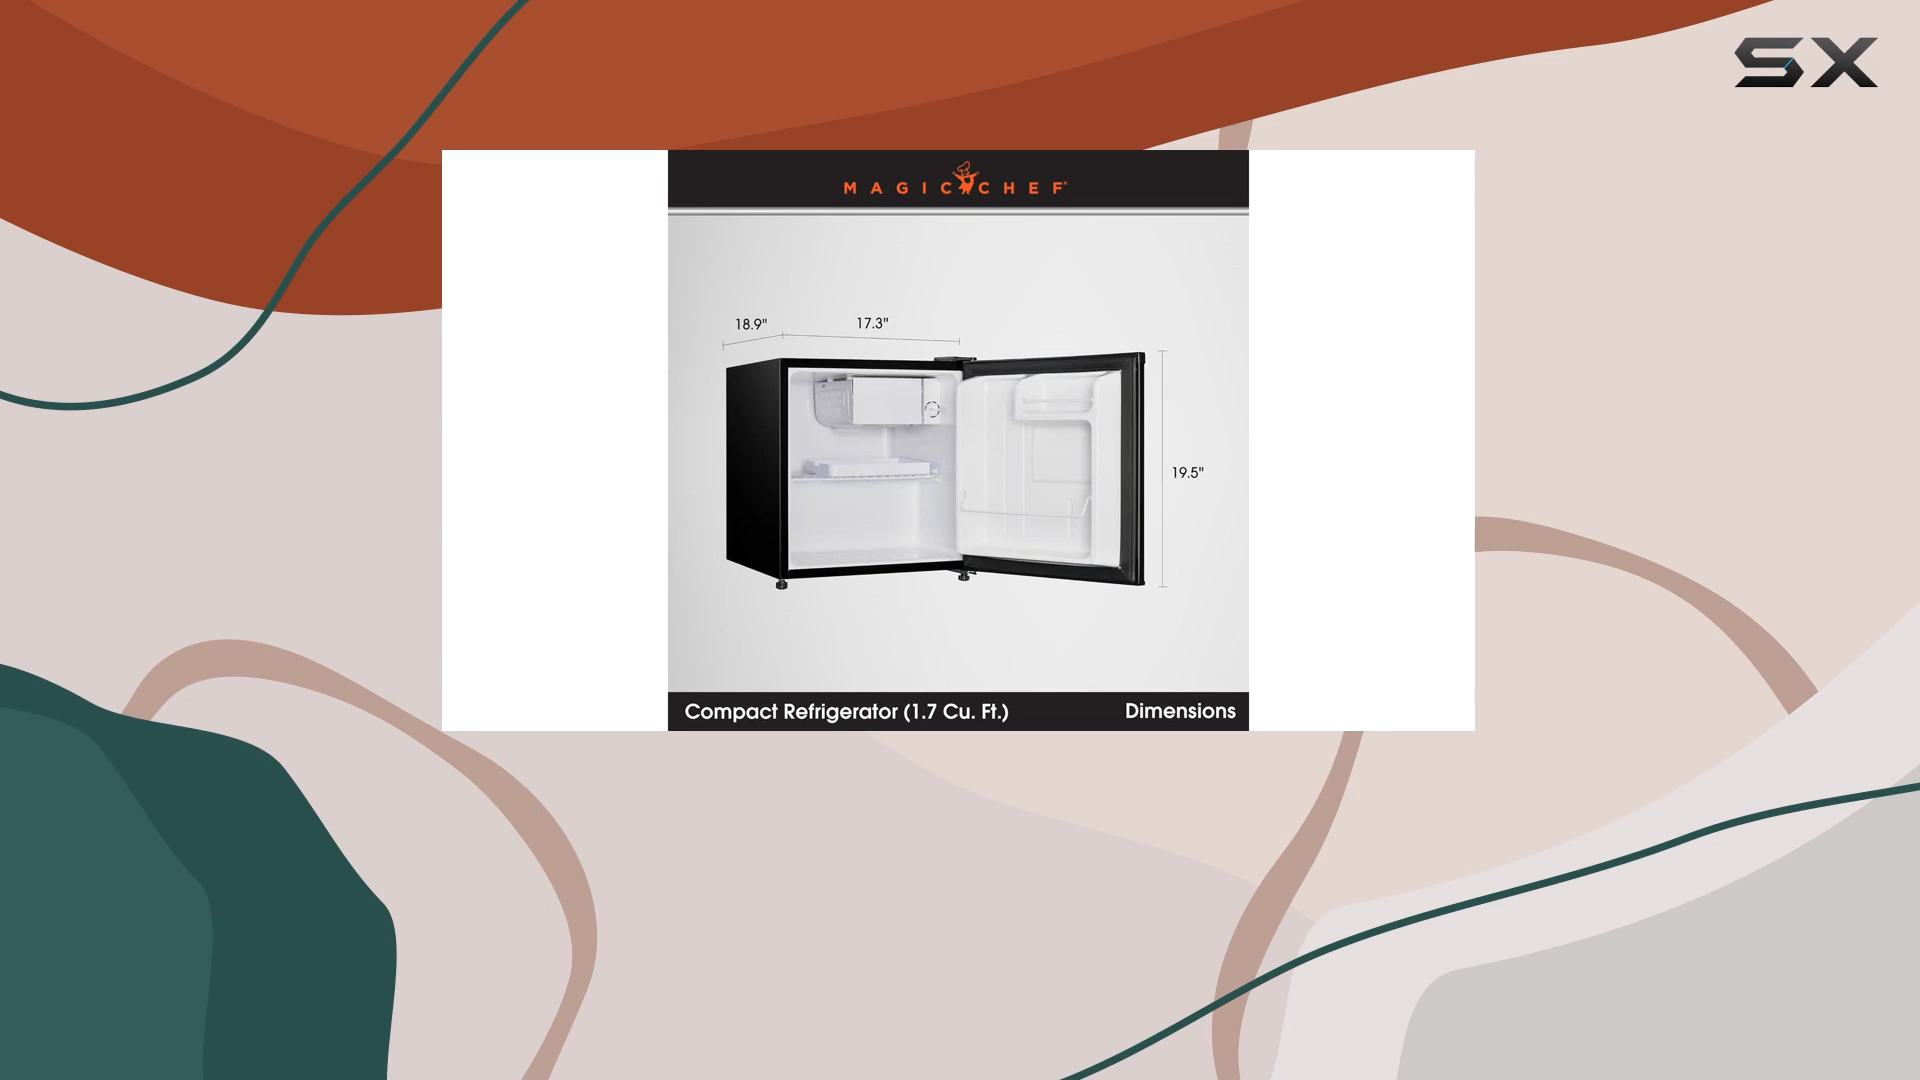 SX
MAGIC CHEF
18.9"
17.3"
19.5"
Compact Refrigerator (1.7 Cu. Ft.)
Dimensions